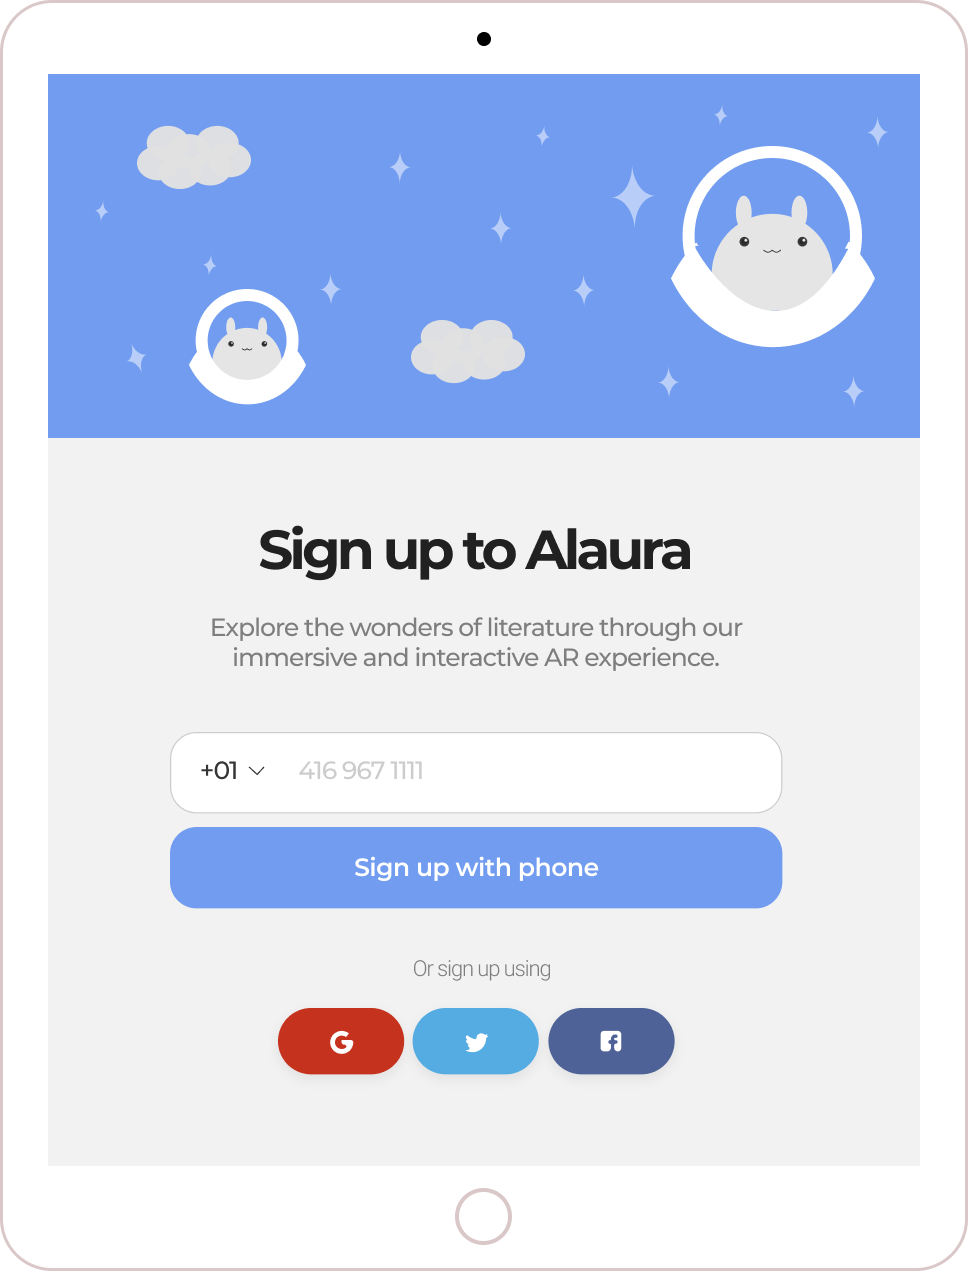 Sign up to Alaura
Explore the wonders of literature through our
immersive and interactive AR experience.
+01 416 967 1111
Sign up with phone
Or sign up using